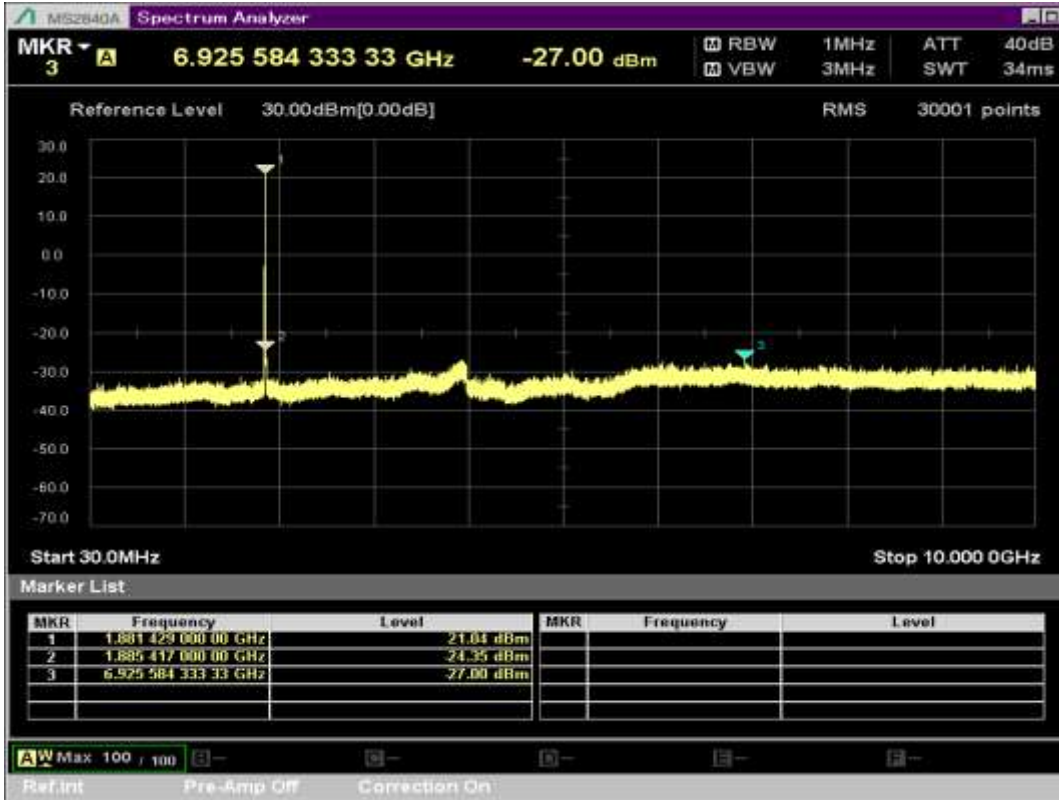 MS2840A Spectrum Analyzer
MKR A 6.925 584 333 33 GHz -27.00 dBm RBW 1MHz ATT 40dB
3 VBW 3MHz SWT 34ms
Reference Level 30.00dBm[0.00dB] RMS 30001 points
30.0
1
20.0
10.0
0.0
-10.0
-20.0
2
3
-30.0
-40.0
-50.0
-60.0
-70.0
Start 30.0MHz Stop 10.000 0GHz
Marker List
MKR Frequency Level MKR Frequency Level
1 1.881 429 000 00 GHz 21.04 dBm
2 1.885 417 000 00 GHz -24.35 dBm
3 6.925 584 333 33 GHz -27.00 dBm
A W Max 100 / 100 B -- C -- D -- E -- F --
Ref.Int Pre-Amp Off Correction On